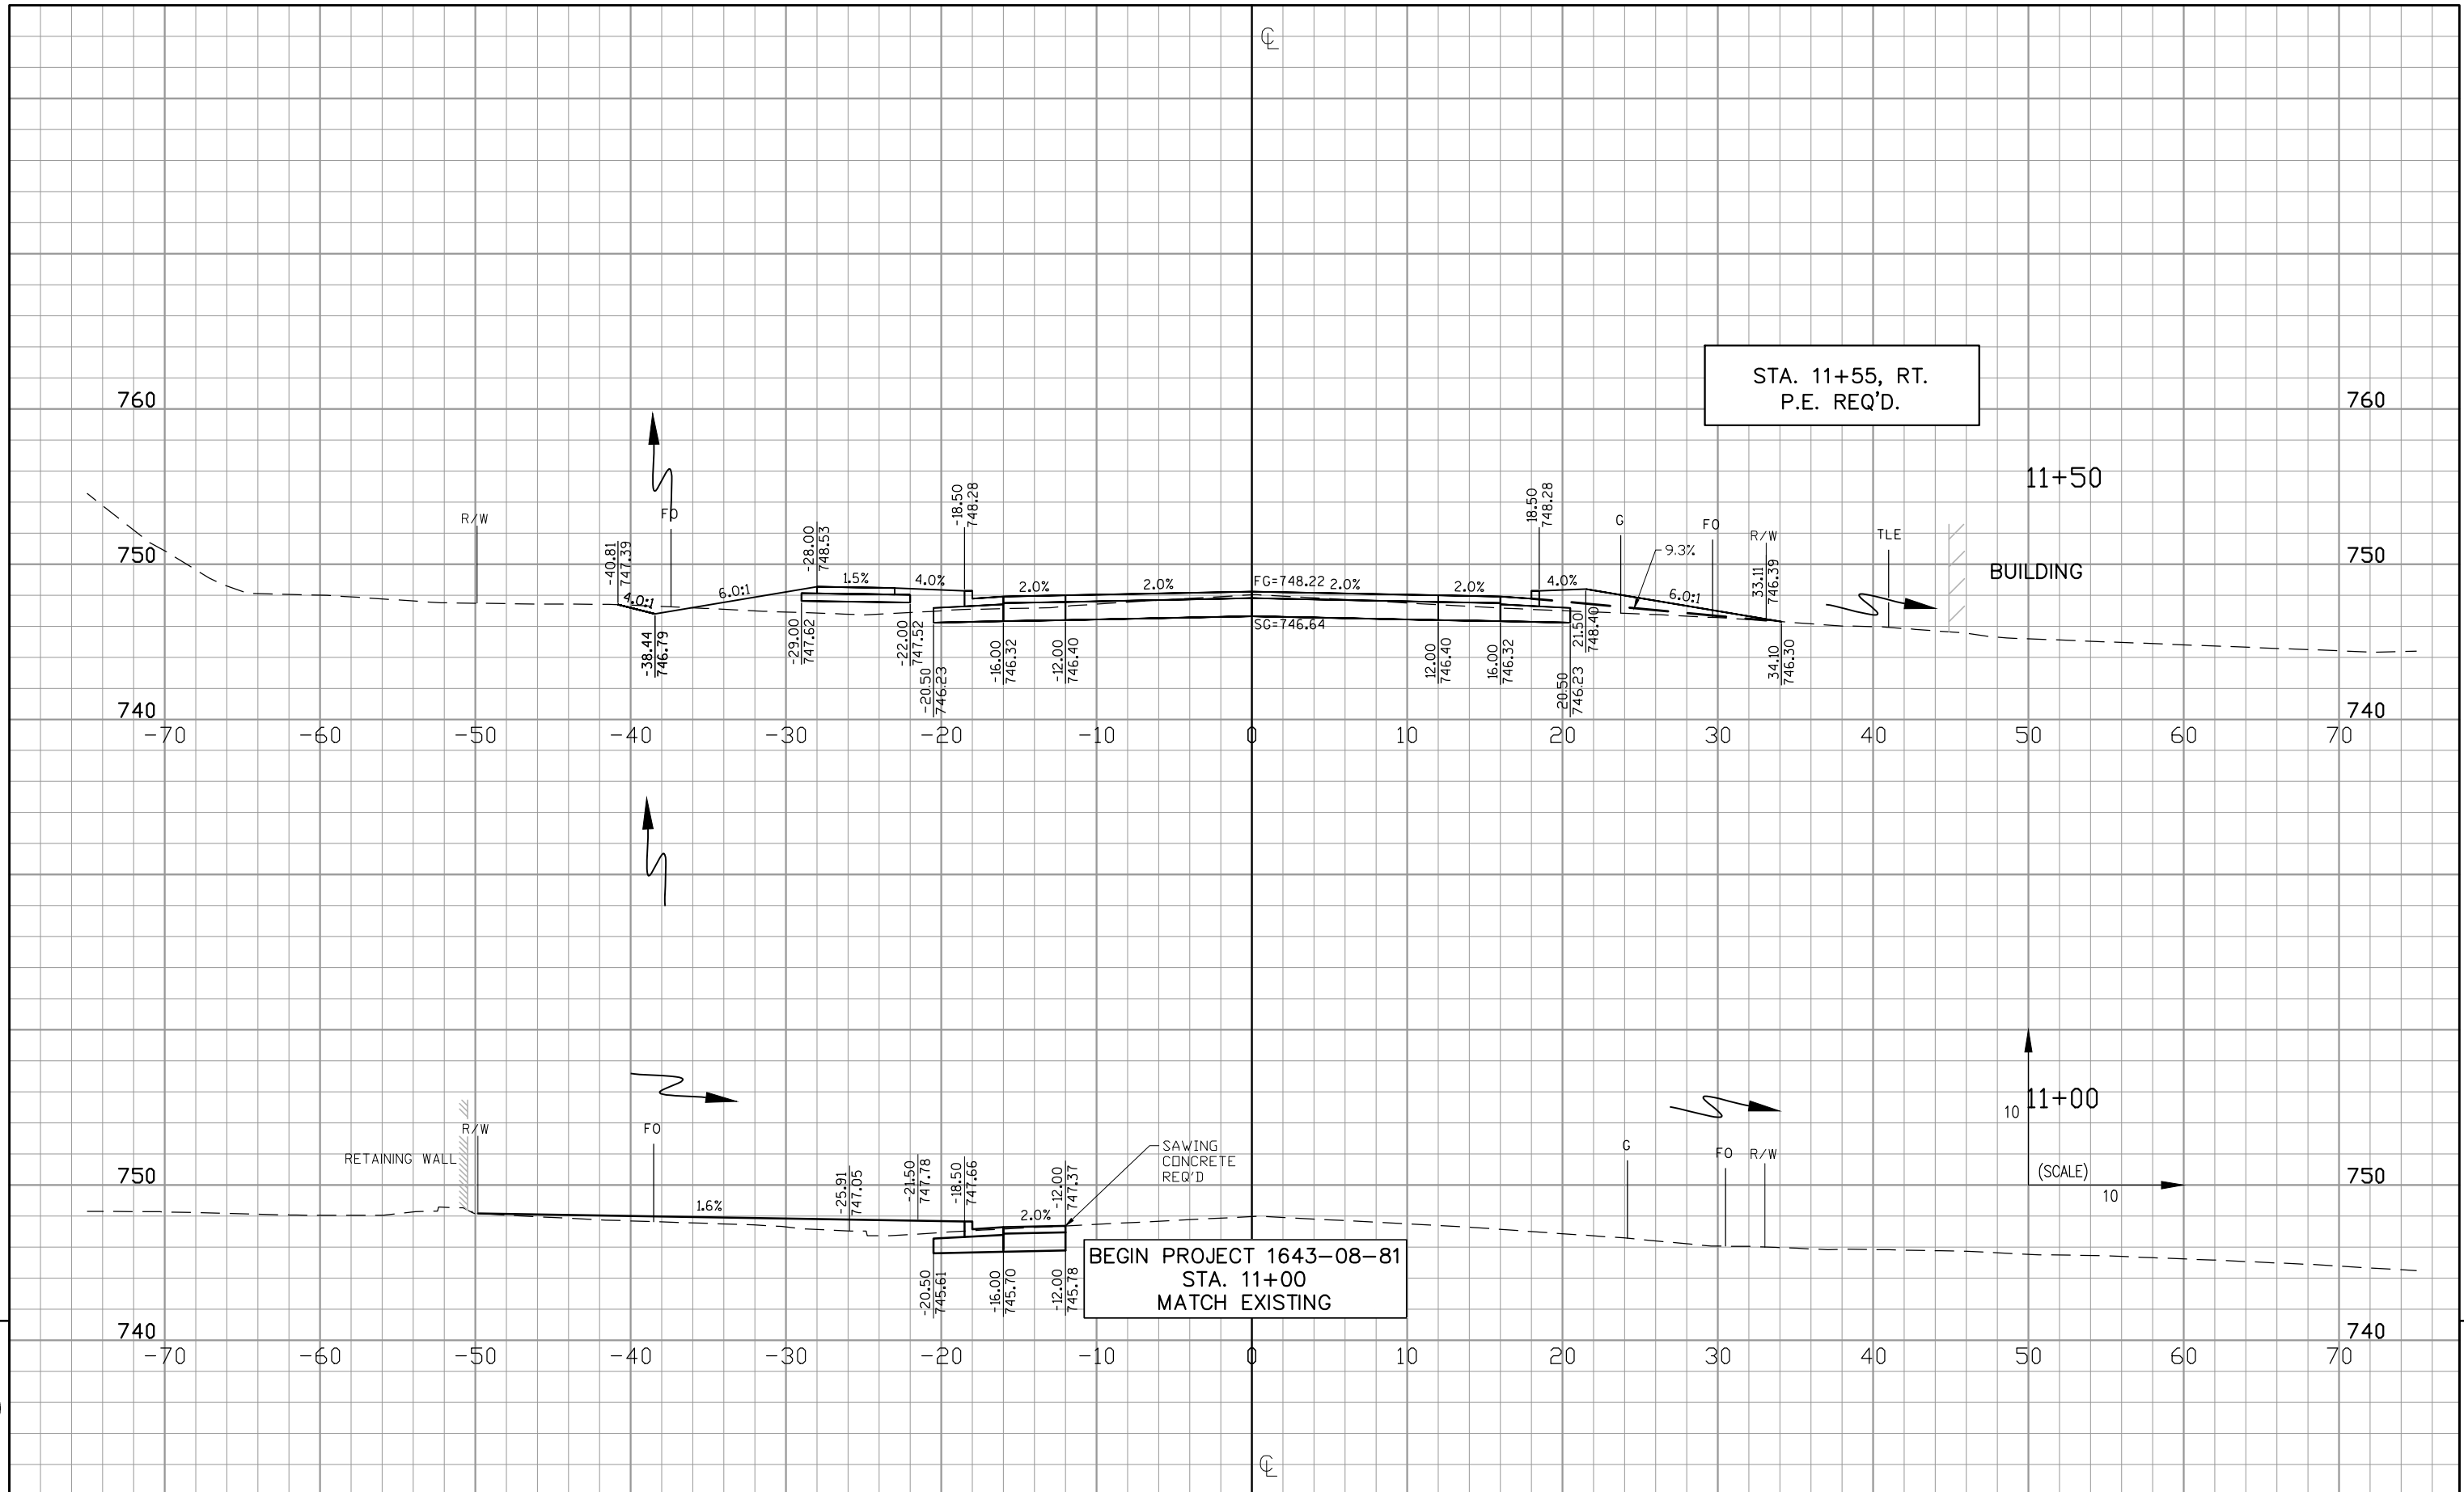 ℄
STA. 11+55, RT.
P.E. REQ'D.
760
760
11+50
R/W
FO
-40.81
747.39
-28.00
748.53
-18.50
748.28
18.50
748.28
G
FO
R/W
33.11
746.39
TLE
9.3%
750
750
BUILDING
4.0:1
6.0:1
1.5%
4.0%
2.0%
2.0%
FG=748.22
2.0%
2.0%
4.0%
6.0:1
SG=746.64
-38.44
746.79
-29.00
747.62
-22.00
747.52
-20.50
746.23
-16.00
746.32
-12.00
746.40
12.00
746.40
16.00
746.32
20.50
746.23
21.50
748.40
34.10
746.30
740
740
-70 -60 -50 -40 -30 -20 -10 0 10 20 30 40 50 60 70
11+00
10
(SCALE)
10
RETAINING WALL
R/W
FO
-25.91
747.05
-21.50
747.78
-18.50
747.66
-12.00
747.37
SAWING
CONCRETE
REQ'D
G
FO
R/W
750
750
1.6%
2.0%
-20.50
745.61
-16.00
745.70
-12.00
745.78
BEGIN PROJECT 1643-08-81
STA. 11+00
MATCH EXISTING
740
740
-70 -60 -50 -40 -30 -20 -10 0 10 20 30 40 50 60 70
℄